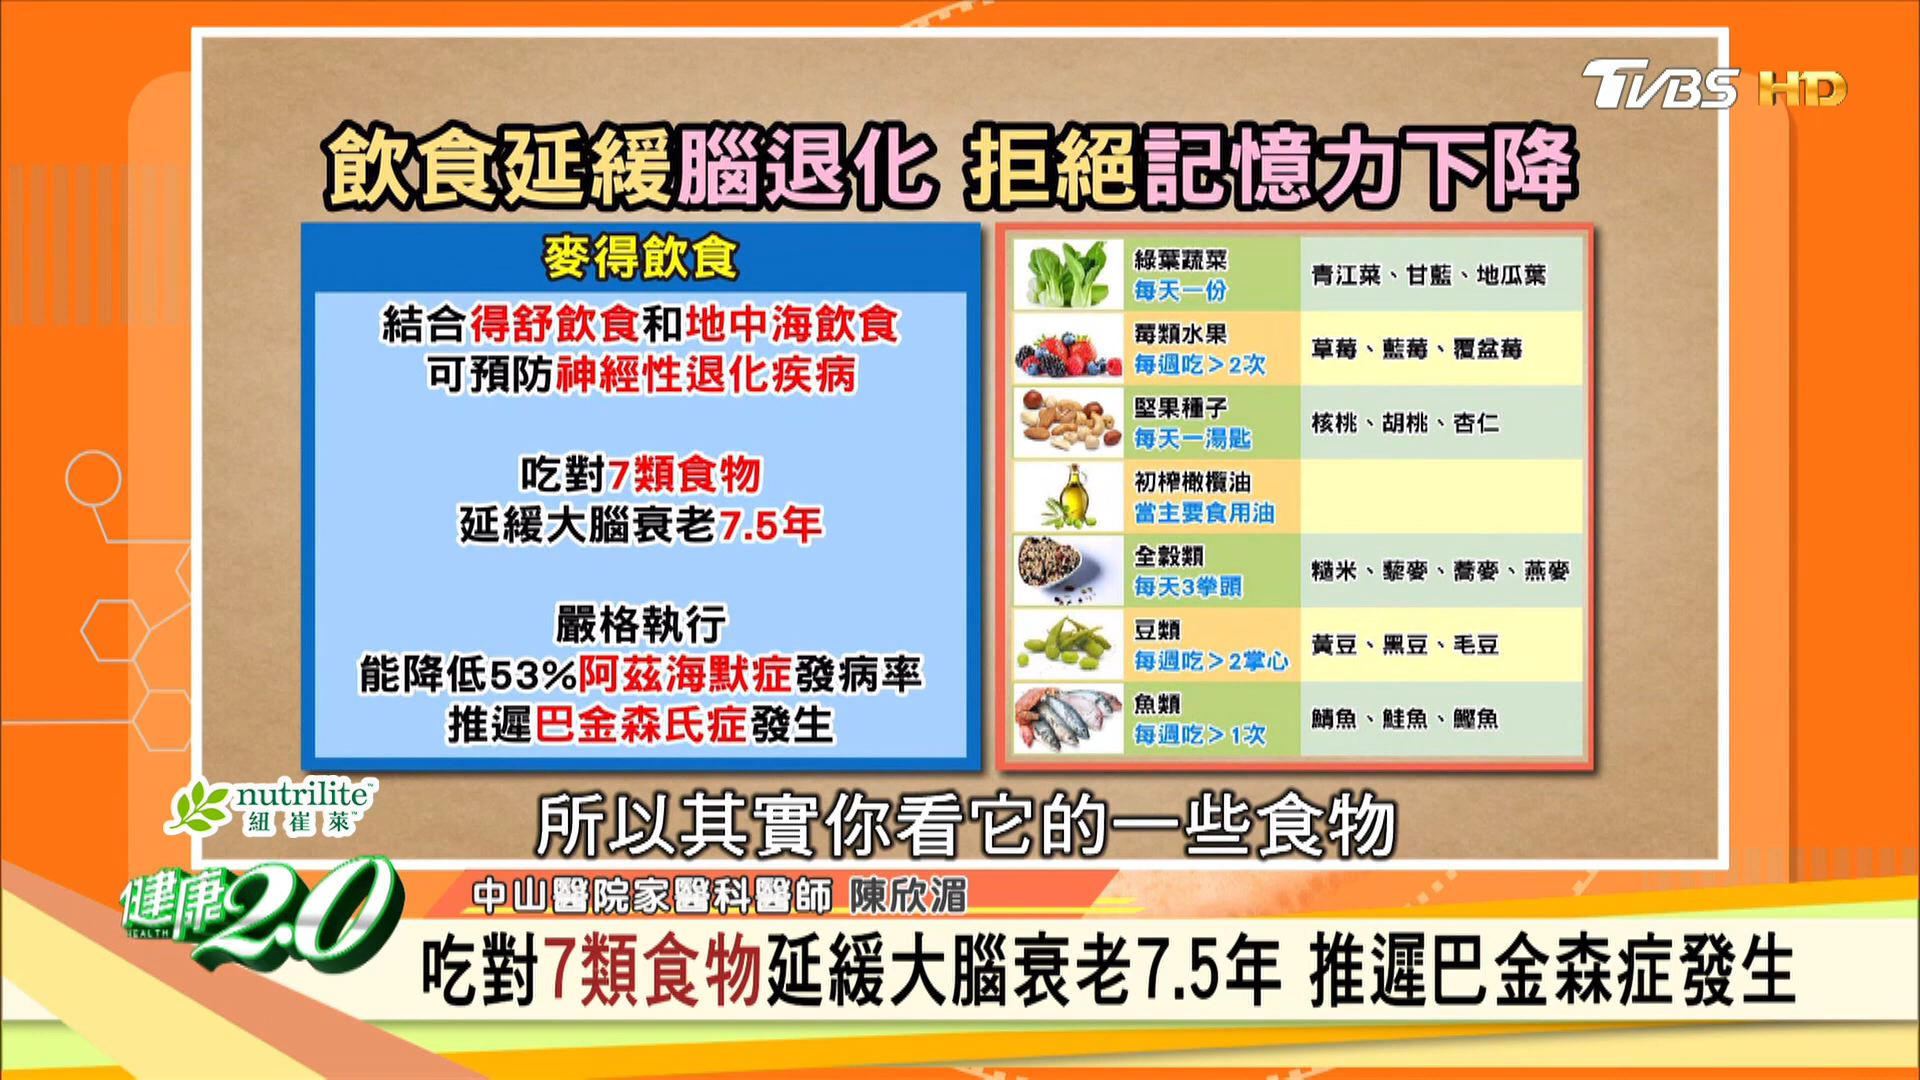 TVBS HD
飲食延緩腦退化 拒絕記憶力下降
麥得飲食
結合得舒飲食和地中海飲食
可預防神經性退化疾病
吃對7類食物
延緩大腦衰老7.5年
嚴格執行
能降低53%阿茲海默症發病率
推遲巴金森氏症發生
綠葉蔬菜
每天一份
青江菜、甘藍、地瓜葉
莓類水果
每週吃>2次
草莓、藍莓、覆盆莓
堅果種子
每天一湯匙
核桃、胡桃、杏仁
初榨橄欖油
當主要食用油
全穀類
每天3拳頭
糙米、藜麥、蕎麥、燕麥
豆類
每週吃>2掌心
黃豆、黑豆、毛豆
魚類
每週吃>1次
鯖魚、鮭魚、鰹魚
nutrilite™
紐崔萊™
所以其實你看它的一些食物
健康2.0
HEALTH
中山醫院家醫科醫師 陳欣湄
吃對7類食物延緩大腦衰老7.5年 推遲巴金森症發生